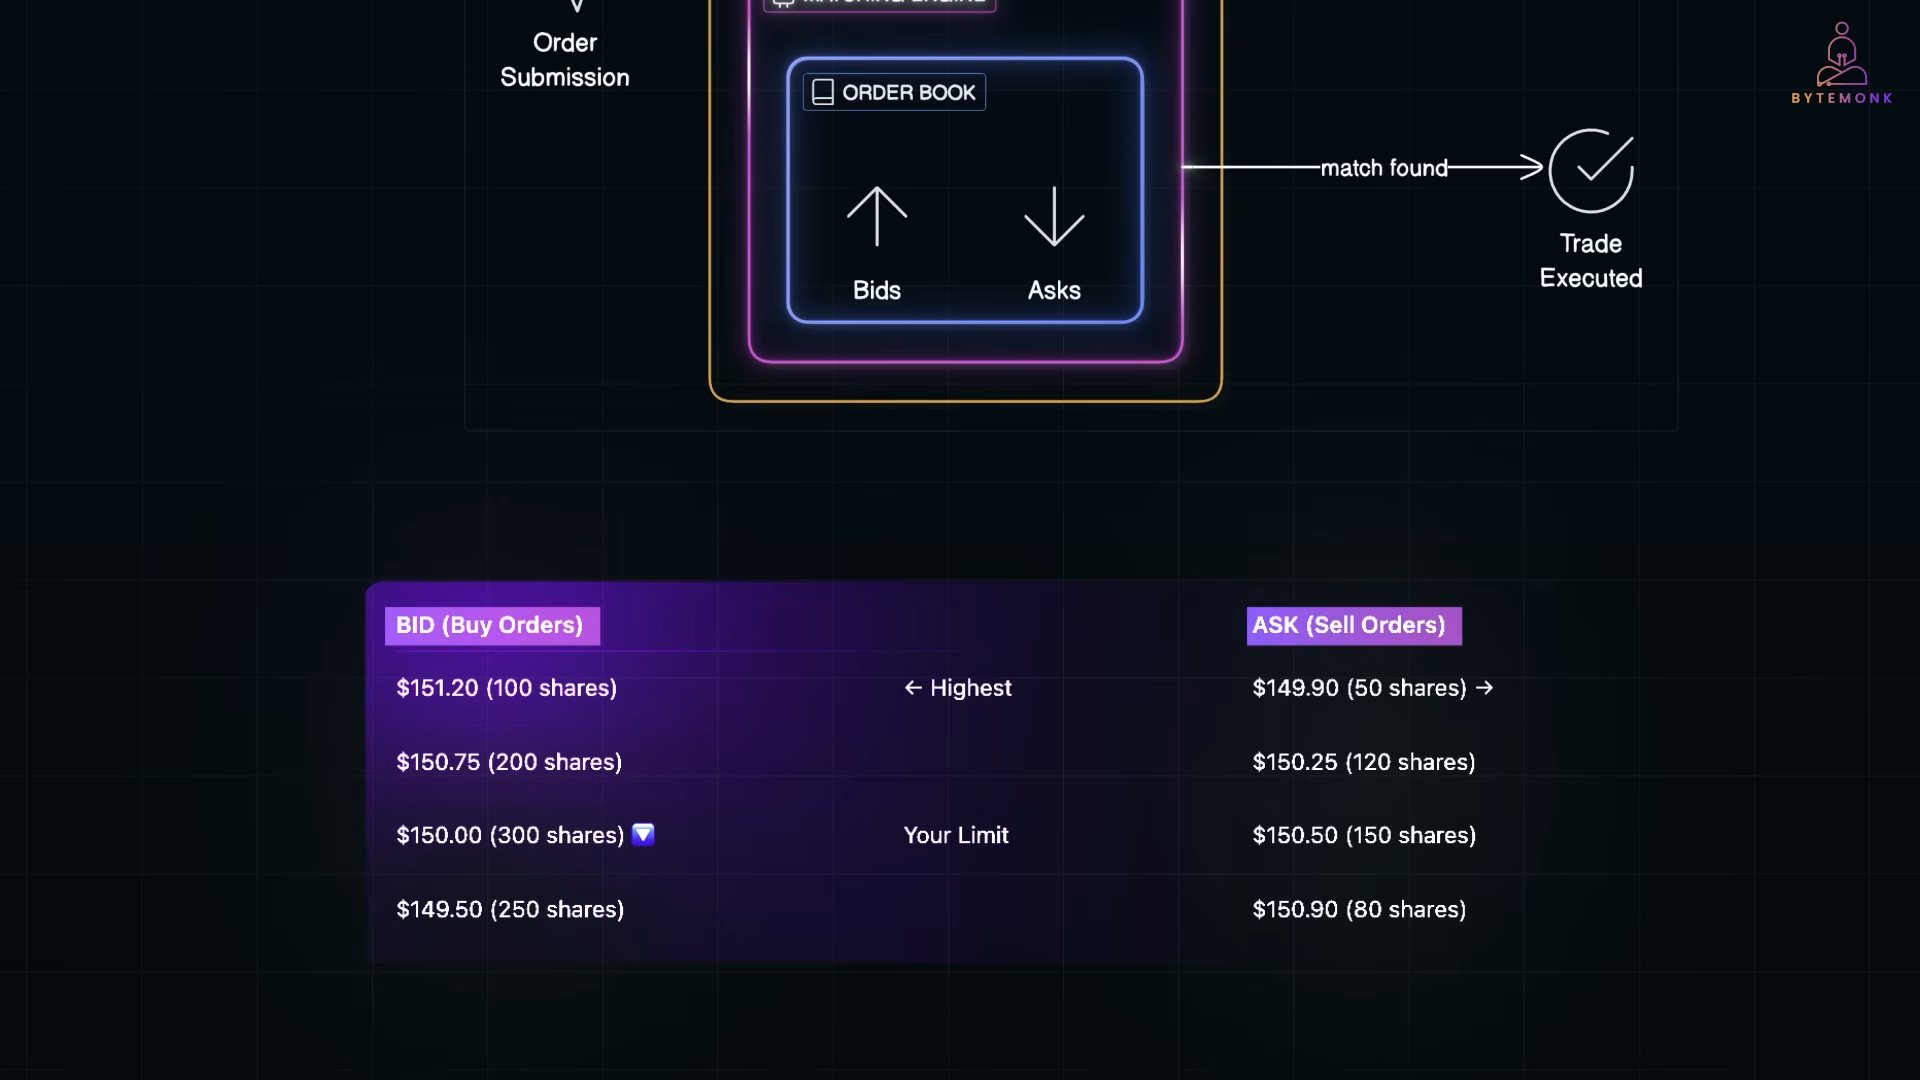 MATCHING ENGINE
Order
Submission
ORDER BOOK
Bids
Asks
match found
Trade
Executed
BYTEMONK
BID (Buy Orders)
ASK (Sell Orders)
$151.20 (100 shares)
← Highest
$149.90 (50 shares) →
$150.75 (200 shares)
$150.25 (120 shares)
$150.00 (300 shares) 🔽
Your Limit
$150.50 (150 shares)
$149.50 (250 shares)
$150.90 (80 shares)